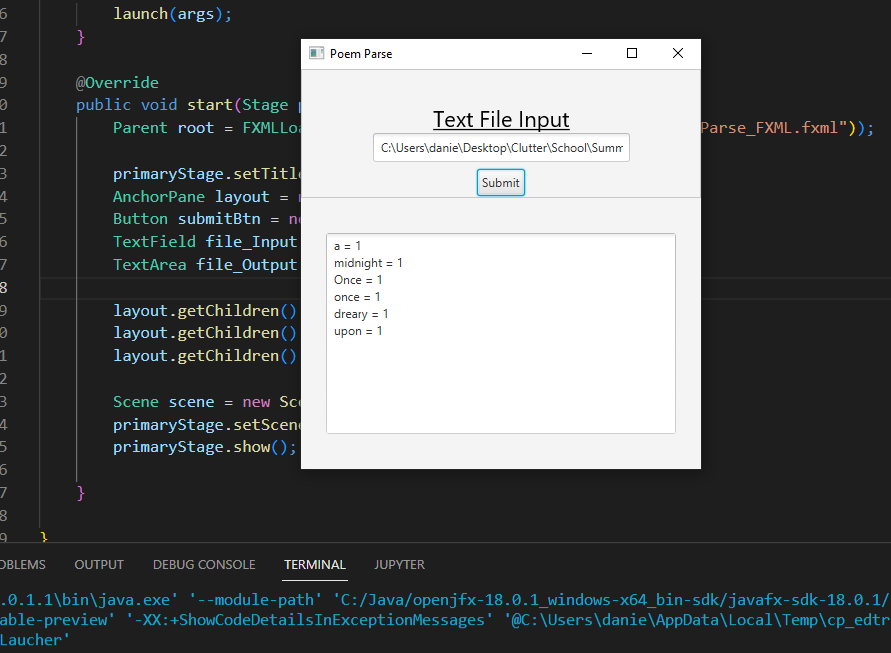 6 launch(args);
7 }
8
9 @Override
0 public void start(Stage
1 Parent root = FXMLLoa Parse_FXML.fxml"));
2
3 primaryStage.setTitle
4 AnchorPane layout =
5 Button submitBtn = ne
6 TextField file_Input
7 TextArea file_Output
8
9 layout.getChildren()
0 layout.getChildren()
1 layout.getChildren()
2
3 Scene scene = new Sce
4 primaryStage.setScene
5 primaryStage.show();
6
7 }
8
9 }
Poem Parse
Text File Input
C:\Users\danie\Desktop\Clutter\School\Summ
Submit
a = 1
midnight = 1
Once = 1
once = 1
dreary = 1
upon = 1
OBLEMS OUTPUT DEBUG CONSOLE TERMINAL JUPYTER
.0.1.1\bin\java.exe' '--module-path' 'C:/Java/openjfx-18.0.1_windows-x64_bin-sdk/javafx-sdk-18.0.1/
able-preview' '-XX:+ShowCodeDetailsInExceptionMessages' '@C:\Users\danie\AppData\Local\Temp\cp_edtr
Laucher'